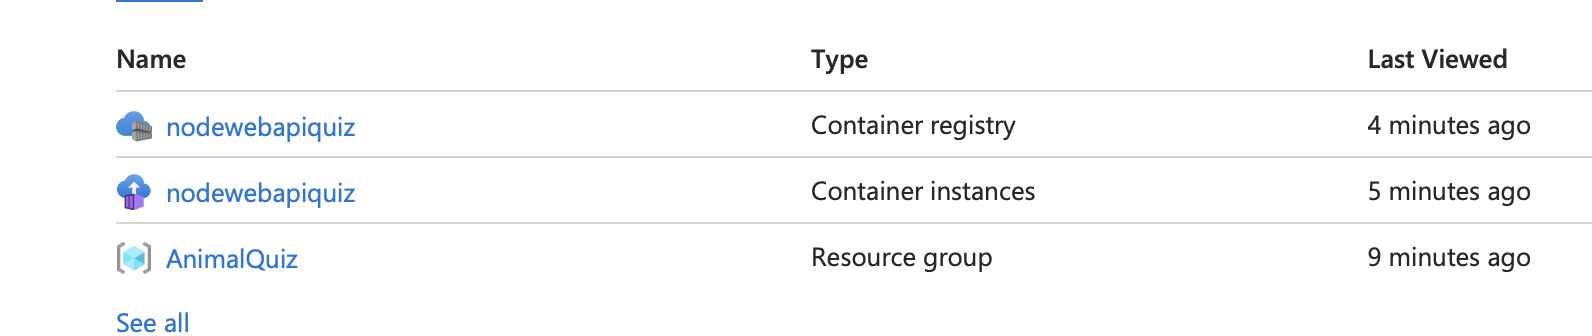 Name Type Last Viewed
nodewebapiquiz Container registry 4 minutes ago
nodewebapiquiz Container instances 5 minutes ago
AnimalQuiz Resource group 9 minutes ago
See all